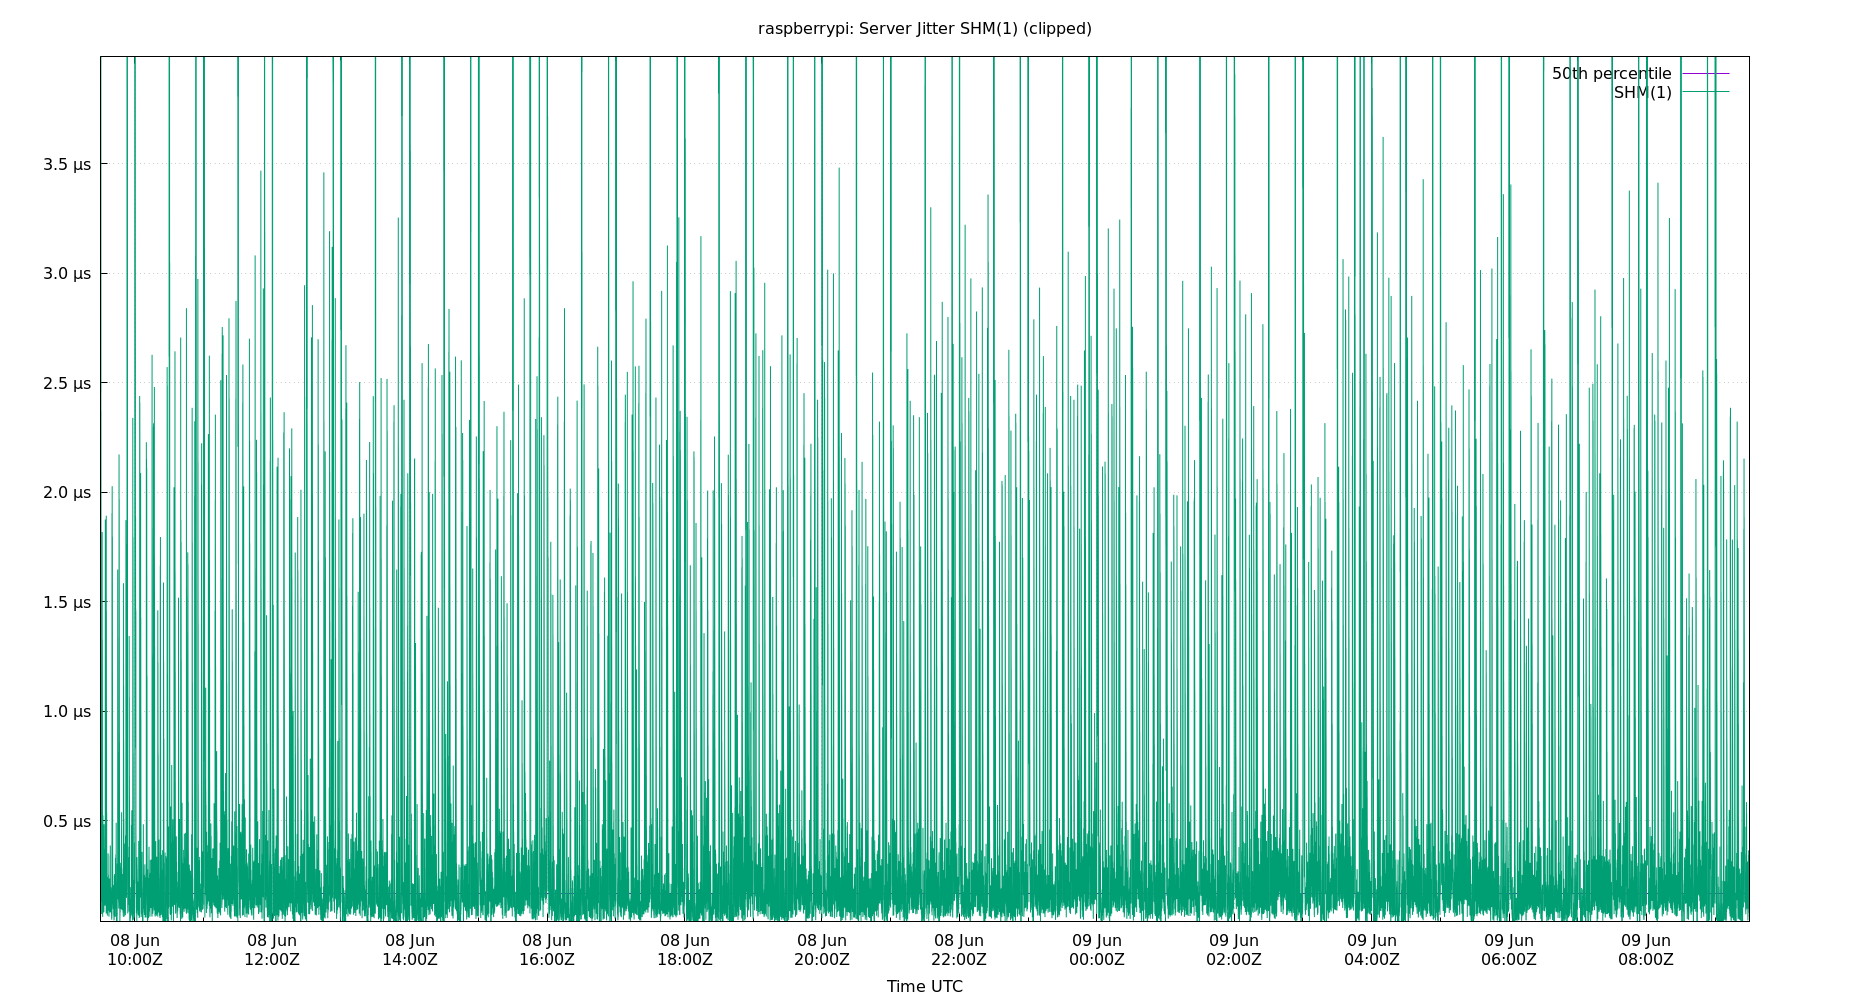 raspberrypi: Server Jitter SHM(1) (clipped)
50th percentile
SHM(1)
3.5 µs
3.0 µs
2.5 µs
2.0 µs
1.5 µs
1.0 µs
0.5 µs
08 Jun 08 Jun 08 Jun 08 Jun 08 Jun 08 Jun 08 Jun 09 Jun 09 Jun 09 Jun 09 Jun 09 Jun
10:00Z 12:00Z 14:00Z 16:00Z 18:00Z 20:00Z 22:00Z 00:00Z 02:00Z 04:00Z 06:00Z 08:00Z
Time UTC